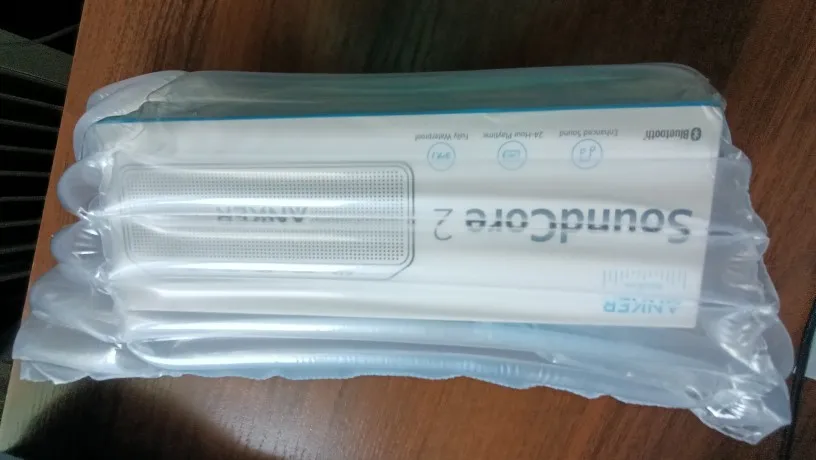 ANKER
SoundCore 2
ANKER
Enhanced Sound
24-Hour Playtime
Fully Waterproof
Bluetooth®